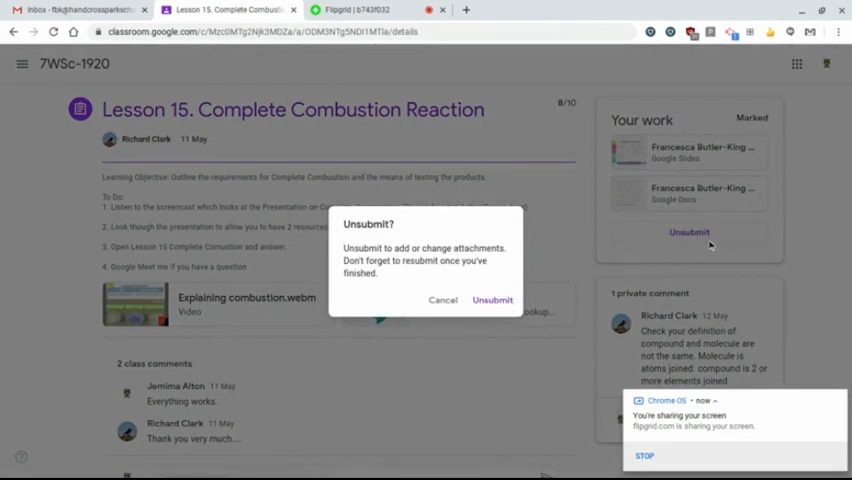 Inbox - fbk@handcrossparksch
Lesson 15. Complete Combusti
Flipgrid | b743f032
classroom.google.com/c/Mzc0MTg5Njk3MDZa/a/ODM3NTg5NDI1MTla/details
7WSc-1920
Lesson 15. Complete Combustion Reaction
8/10
Richard Clark 11 May
Learning Objective: Outline the requirements for Complete Combustion and the means of testing the products.
To Do:
1. Listen to the screencast which looks at the Presentation on
2. Look though the presentation to allow you to have 2 resources
3. Open Lesson 15 Complete Comustion and answer.
4. Google Meet me if you have a question
Explaining combustion.webm
Video
ookup...
2 class comments
Jemima Alton 11 May
Everything works.
Richard Clark 11 May
Thank you very much....
Unsubmit?
Unsubmit to add or change attachments.
Don't forget to resubmit once you've
finished.
Cancel Unsubmit
Your work Marked
Francesca Butler-King ...
Google Slides
Francesca Butler-King ...
Google Docs
Unsubmit
1 private comment
Richard Clark 12 May
Check your definition of
compound and molecule are
not the same. Molecule is
atoms joined. compound is 2 or
more elements joined
Chrome OS • now
You're sharing your screen
flipgrid.com is sharing your screen.
STOP